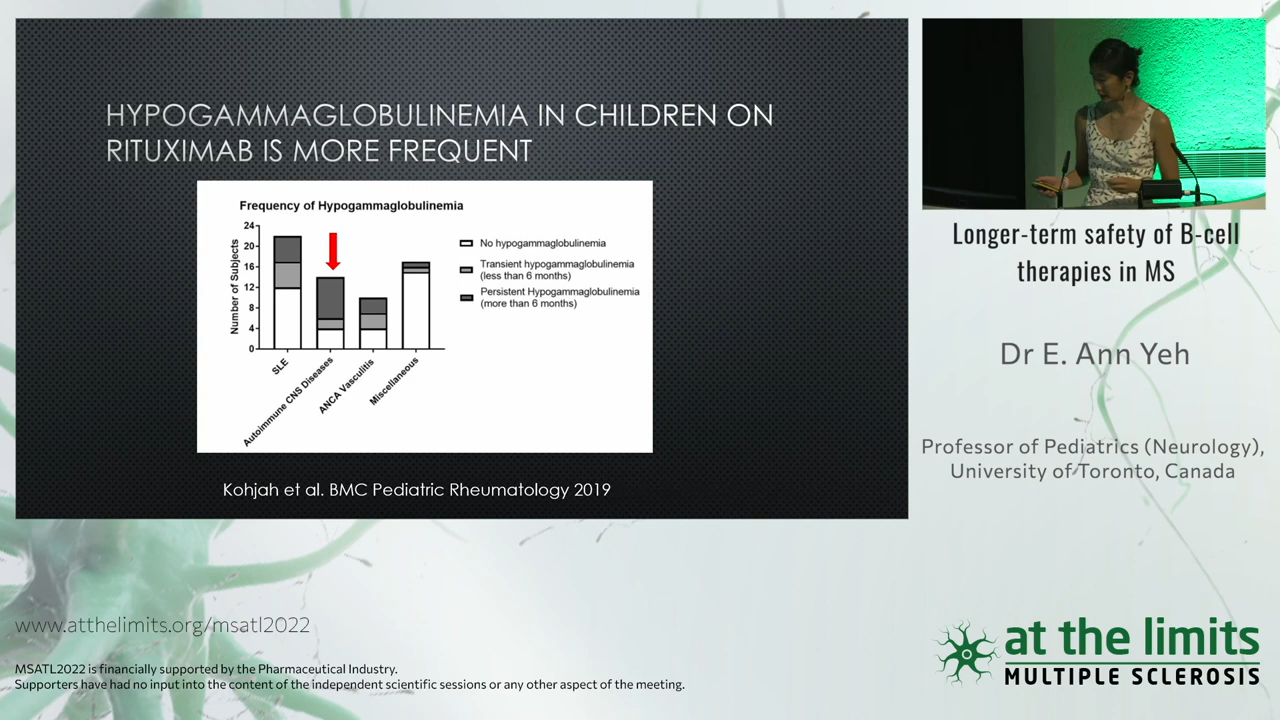 HYPOGAMMAGLOBULINEMIA IN CHILDREN ON
RITUXIMAB IS MORE FREQUENT
Frequency of Hypogammaglobulinemia
Number of Subjects
24
20
16
12
8
4
0
SLE
Autoimmune CNS Diseases
ANCA Vasculitis
Miscellaneous
No hypogammaglobulinemia
Transient hypogammaglobulinemia
(less than 6 months)
Persistent Hypogammaglobulinemia
(more than 6 months)
Kohjah et al. BMC Pediatric Rheumatology 2019
Longer-term safety of B-cell
therapies in MS
Dr E. Ann Yeh
Professor of Pediatrics (Neurology),
University of Toronto, Canada
www.atthelimits.org/msatl2022
MSATL2022 is financially supported by the Pharmaceutical Industry.
Supporters have had no input into the content of the independent scientific sessions or any other aspect of the meeting.
at the limits
MULTIPLE SCLEROSIS